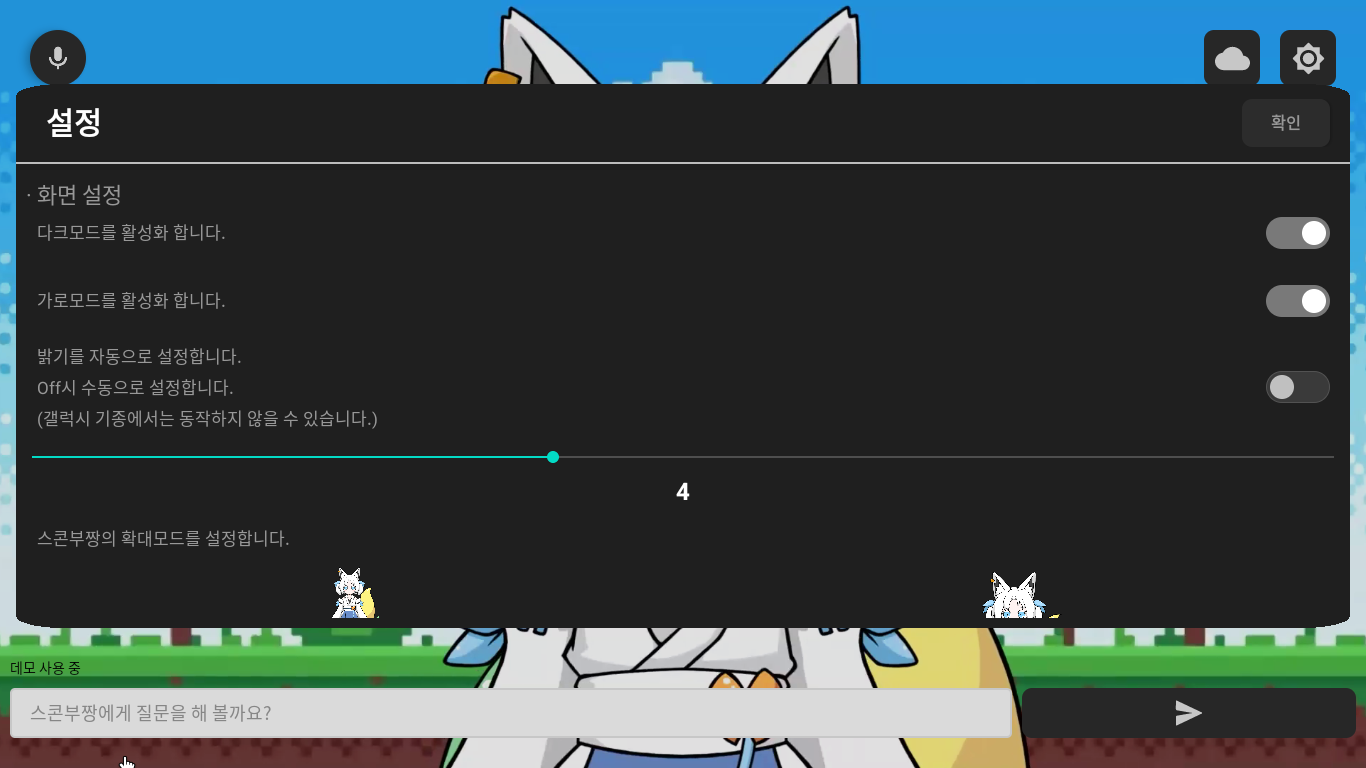 설정
확인
· 화면 설정
다크모드를 활성화 합니다.
가로모드를 활성화 합니다.
밝기를 자동으로 설정합니다.
Off시 수동으로 설정합니다.
(갤럭시 기종에서는 동작하지 않을 수 있습니다.)
4
스콘부짱의 확대모드를 설정합니다.
데모 사용 중
스콘부짱에게 질문을 해 볼까요?